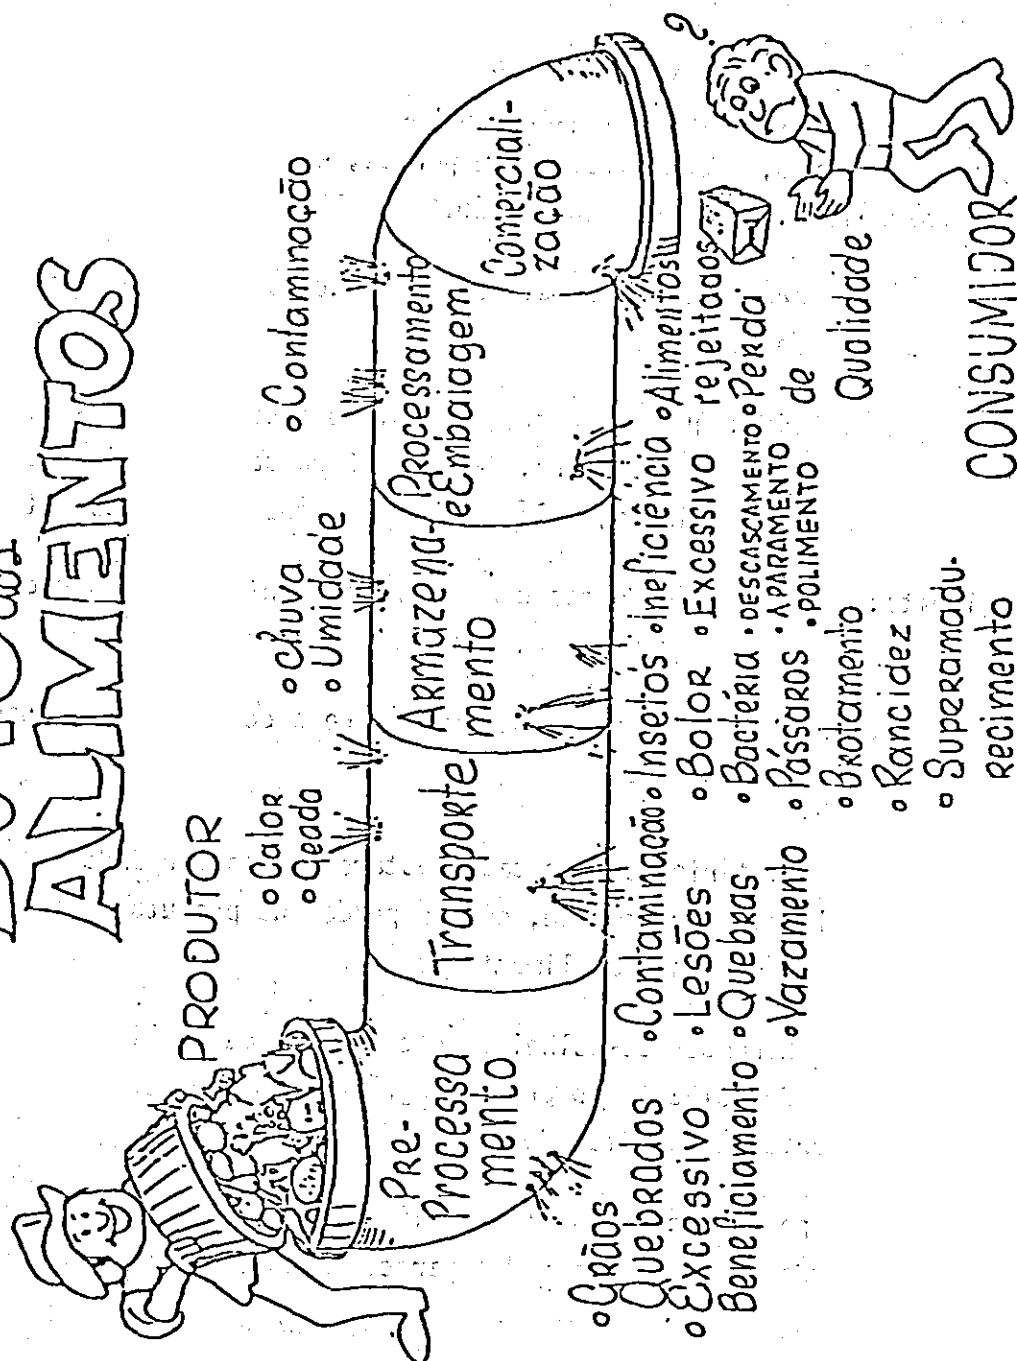 ALIMENTOS
PRODUTOR
• Calor
• Geada
• Chuva
• Umidade
• Contaminação
Pre-
Processa
mento
Transporte
Armazena-
mento
Processamento
e Embalagem
Comerciali-
zação
?
• Grãos
Quebrados
• Excessivo
Beneficiamento
• Contaminação
• Lesões
• Quebras
• Vazamento
• Insetos
• Bolor
• Bactéria
• Pássaros
• Brotamento
• Rancidez
• Superamadu-
recimento
• Ineficiência
• Excessivo
• DESCASCAMENTO
• APARAMENTO
• POLIMENTO
• Alimentos
rejeitados
• Perda
de
Qualidade
CONSUMIDOR